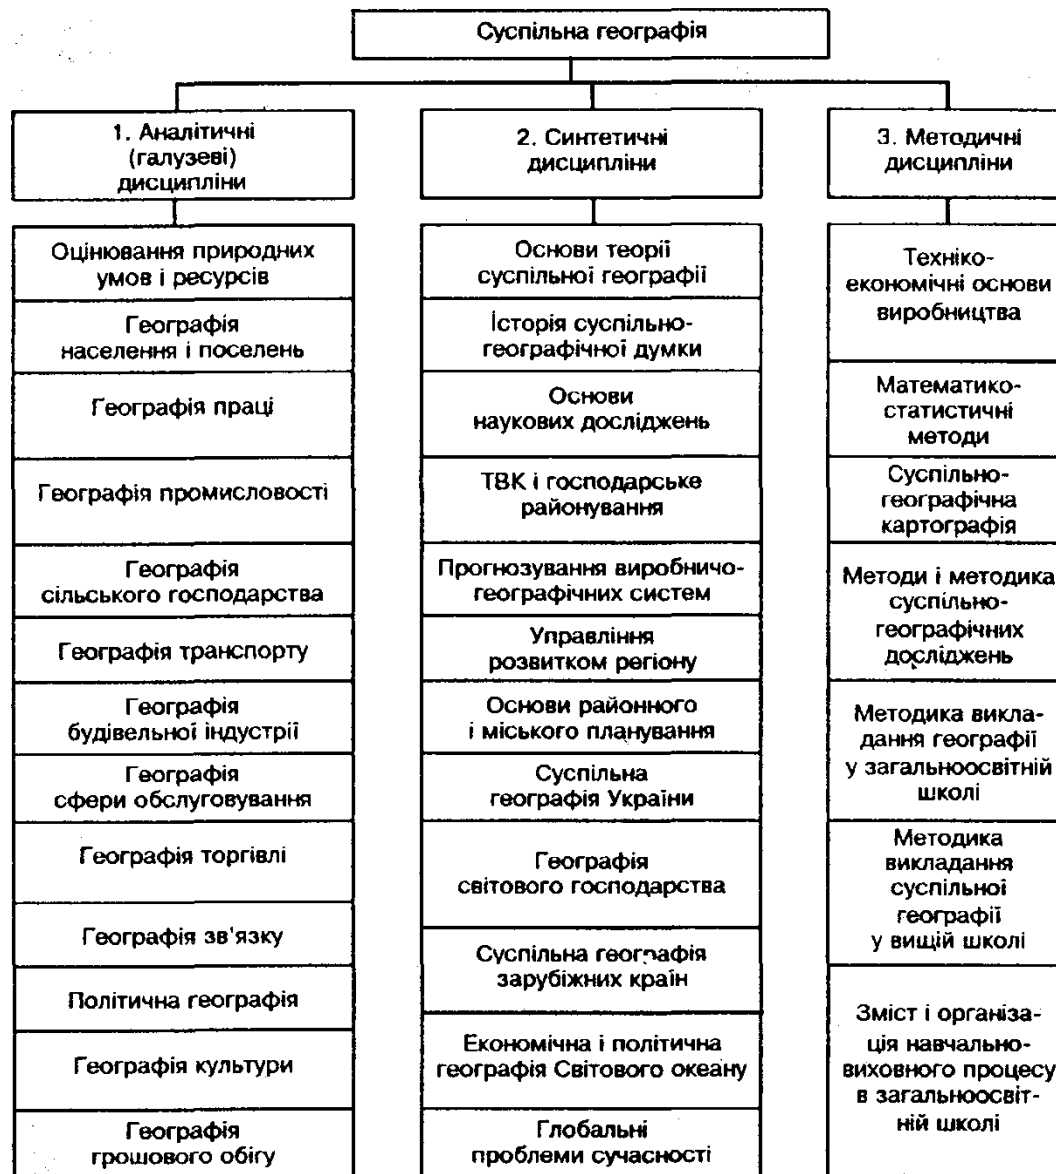 Суспільна географія
1. Аналітичні
(галузеві)
дисципліни
Оцінювання природних
умов і ресурсів
Географія
населення і поселень
Географія праці
Географія промисловості
Географія
сільського господарства
Географія транспорту
Географія
будівельної індустрії
Географія
сфери обслуговування
Географія торгівлі
Географія зв'язку
Політична географія
Географія культури
Географія
грошового обігу
2. Синтетичні
дисципліни
Основи теорії
суспільної географії
Історія суспільно-
географічної думки
Основи
наукових досліджень
ТВК і господарське
районування
Прогнозування виробничо-
географічних систем
Управління
розвитком регіону
Основи районного
і міського планування
Суспільна
географія України
Географія
світового господарства
Суспільна географія
зарубіжних країн
Економічна і політична
географія Світового океану
Глобальні
проблеми сучасності
3. Методичні
дисципліни
Техніко-
економічні основи
виробництва
Математико-
статистичні
методи
Суспільно-
географічна
картографія
Методи і методика
суспільно-
географічних
досліджень
Методика викла-
дання географії
у загальноосвітній
школі
Методика
викладання
суспільної
географії
у вищій школі
Зміст і організа-
ція навчально-
виховного процесу
в загальноосвіт-
ній школі